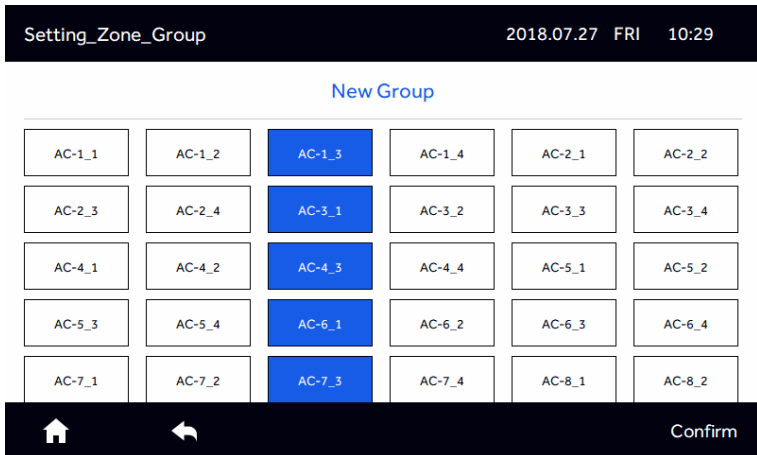 Setting_Zone_Group 2018.07.27 FRI 10:29
New Group
AC-1_1 AC-1_2 AC-1_3 AC-1_4 AC-2_1 AC-2_2
AC-2_3 AC-2_4 AC-3_1 AC-3_2 AC-3_3 AC-3_4
AC-4_1 AC-4_2 AC-4_3 AC-4_4 AC-5_1 AC-5_2
AC-5_3 AC-5_4 AC-6_1 AC-6_2 AC-6_3 AC-6_4
AC-7_1 AC-7_2 AC-7_3 AC-7_4 AC-8_1 AC-8_2
Confirm